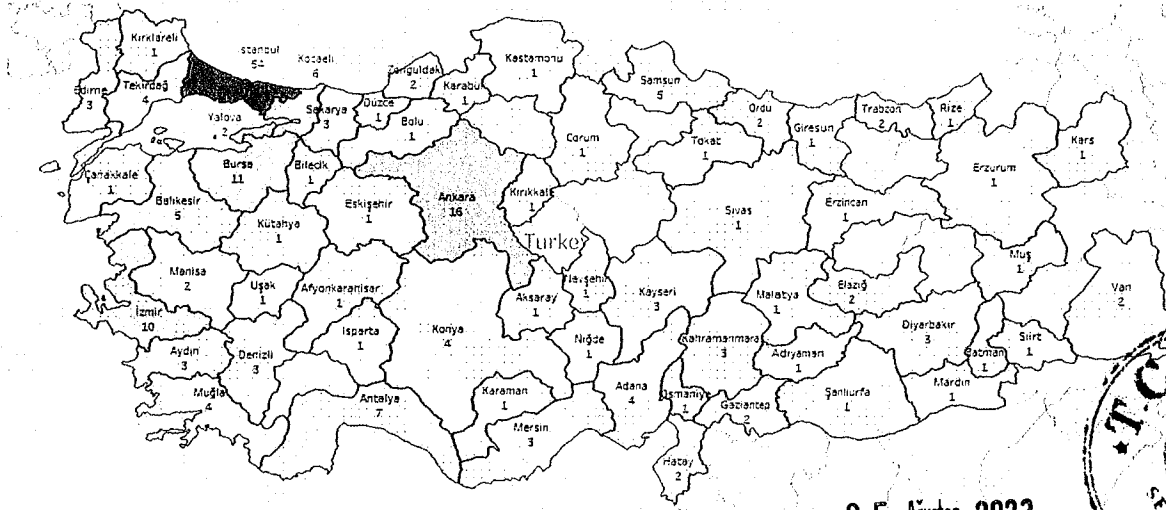 Kırklareli
1
İstanbul
54
Kocaeli
6
Zonguldak
2
Karabü
1
Kastamonu
1
Samsun
5
Edirne
3
Tekirdağ
4
Yalova
2
Sakarya
3
Düzce
1
Bolu
1
Çorum
1
Tokat
1
Ordu
2
Giresun
1
Trabzon
2
Rize
1
Erzurum
1
Kars
1
Çanakkale
1
Bursa
11
Bilecik
1
Balıkesir
5
Kütahya
1
Eskişehir
1
Ankara
16
Kırıkkale
1
Sivas
1
Erzincan
1
Turkey
Manisa
2
Uşak
1
Afyonkarahisar
1
Aksaray
1
Nevşehir
1
Kayseri
3
Malatya
1
Elazığ
2
Muş
1
Van
2
İzmir
10
Isparta
1
Konya
4
Niğde
1
Kahramanmara
3
Adıyaman
1
Diyarbakır
3
Batman
1
Siirt
1
Aydın
3
Denizli
3
Muğla
4
Antalya
7
Karaman
1
Mersin
3
Adana
4
Osmaniye
1
Gaziantep
2
Şanlıurfa
1
Mardin
1
Hatay
2
T.C